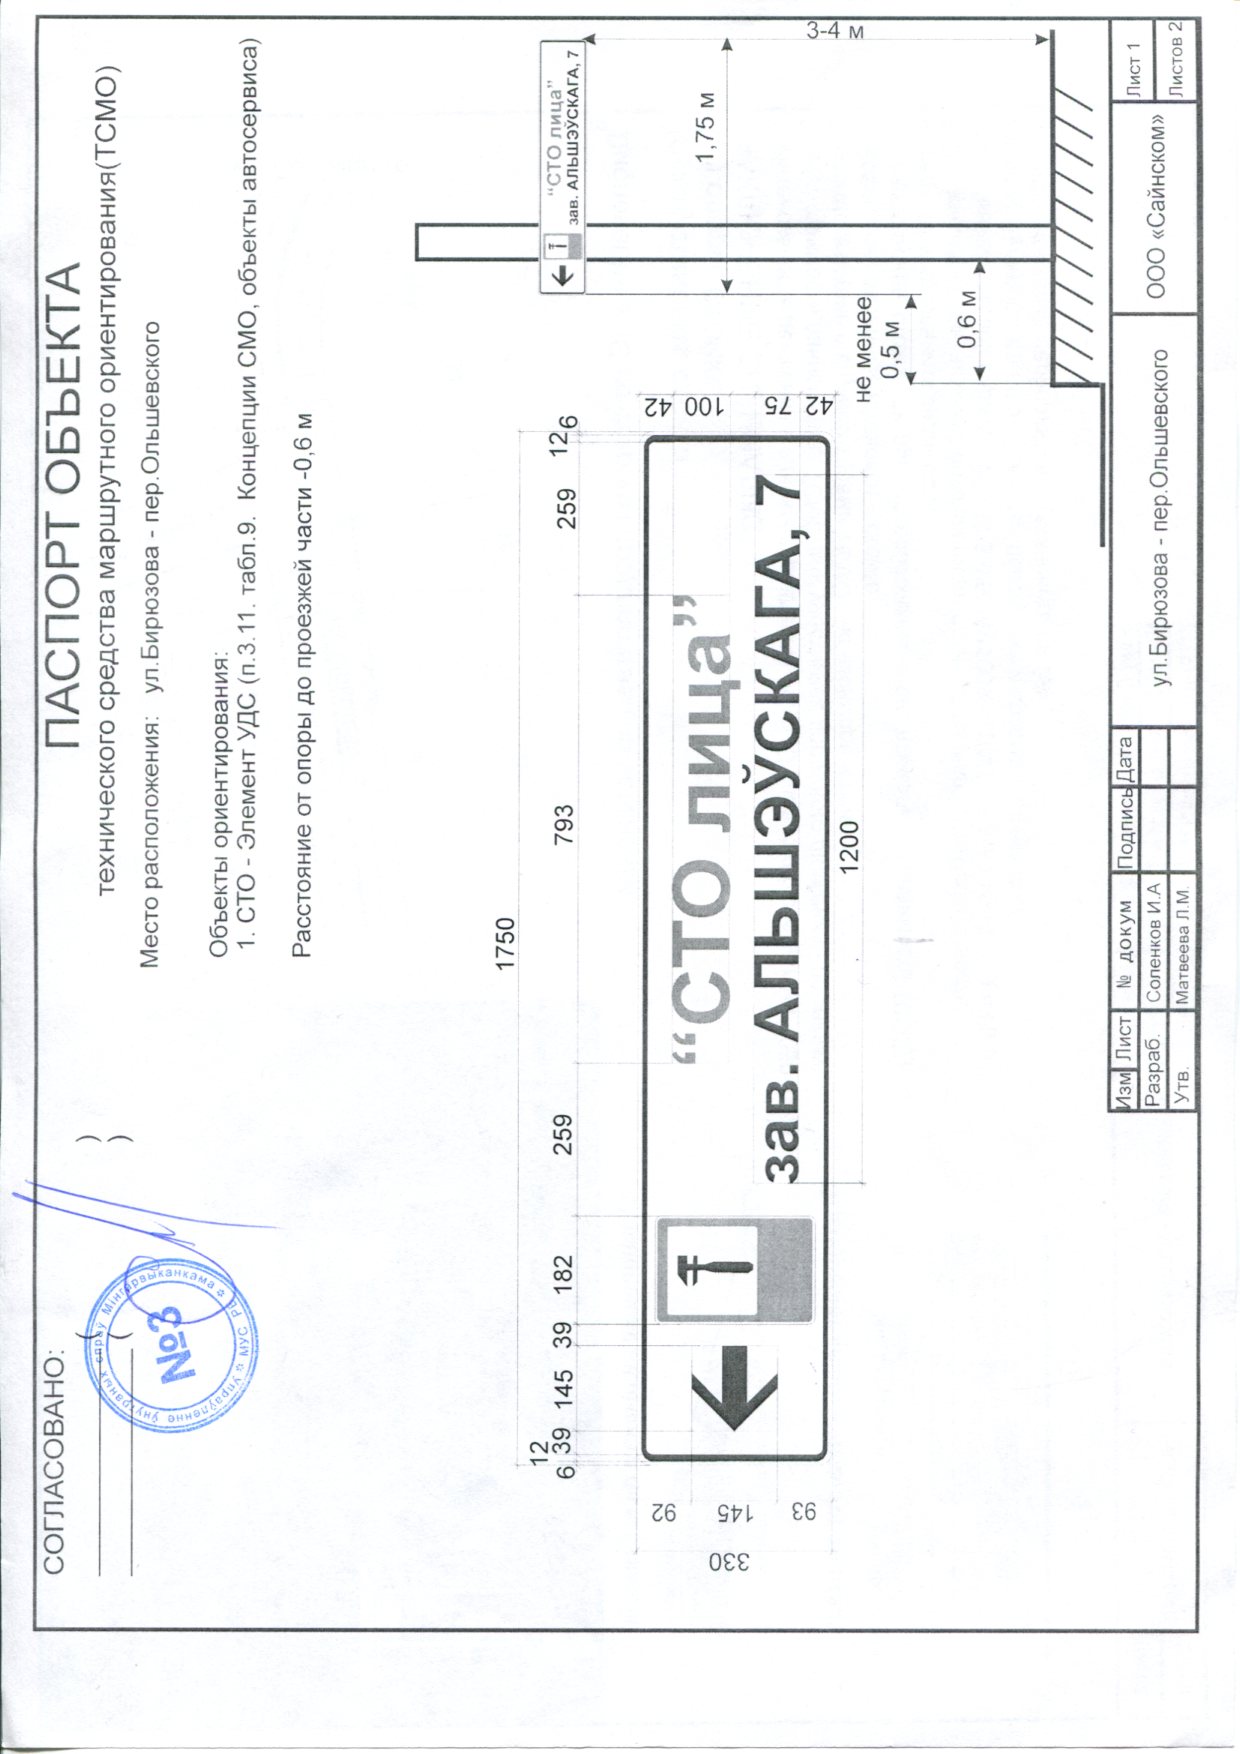 СОГЛАСОВАНО:
( )
( )
№3
✩ МУС ✩ РБ
Упраўленне ўнутраных спраў Мінгарвыканкама
ПАСПОРТ ОБЪЕКТА
технического средства маршрутного ориентирования(ТСМО)
Место расположения: ул.Бирюзова - пер.Ольшевского
Объекты ориентирования:
1. СТО - Элемент УДС (п.3.11. табл.9. Концепции СМО, объекты автосервиса)
Расстояние от опоры до проезжей части -0,6 м
1750
6 12 39 145 39 182 259 793 259 12 6
“СТО лица”
зав. АЛЬШЭЎСКАГА, 7
1200
330
92
145
93
42
100
75
42
“СТО лица”
зав. АЛЬШЭЎСКАГА, 7
1,75 м
3-4 м
не менее
0,5 м
0,6 м
Изм Лист № докум Подпись Дата
Разраб. Соленков И.А
Утв. Матвеева Л.М.
ул.Бирюзова - пер.Ольшевского
ООО «Сайнском»
Лист 1
Листов 2